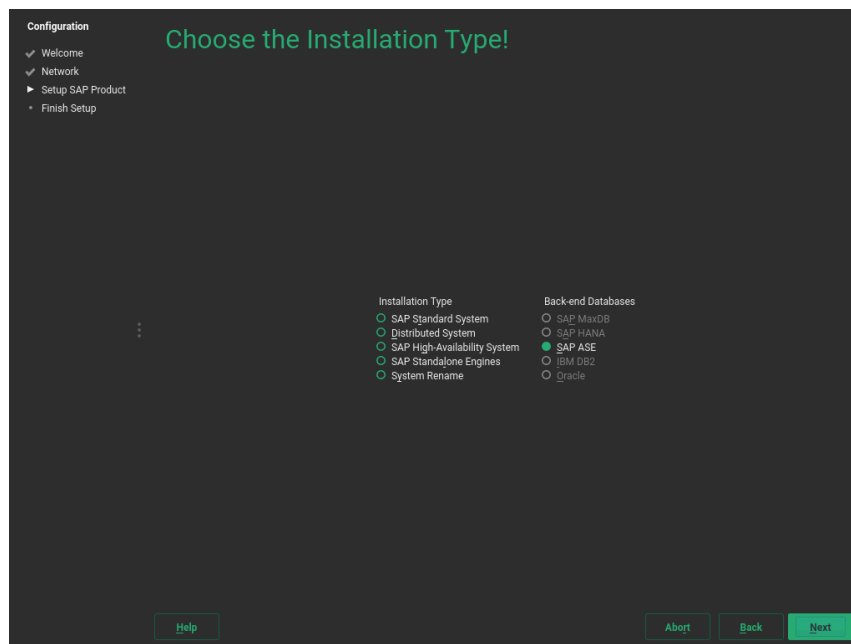 Configuration
Welcome
Network
Setup SAP Product
Finish Setup
Choose the Installation Type!
Installation Type
SAP Standard System
Distributed System
SAP High-Availability System
SAP Standalone Engines
System Rename
Back-end Databases
SAP MaxDB
SAP HANA
SAP ASE
IBM DB2
Oracle
Help
Abort
Back
Next